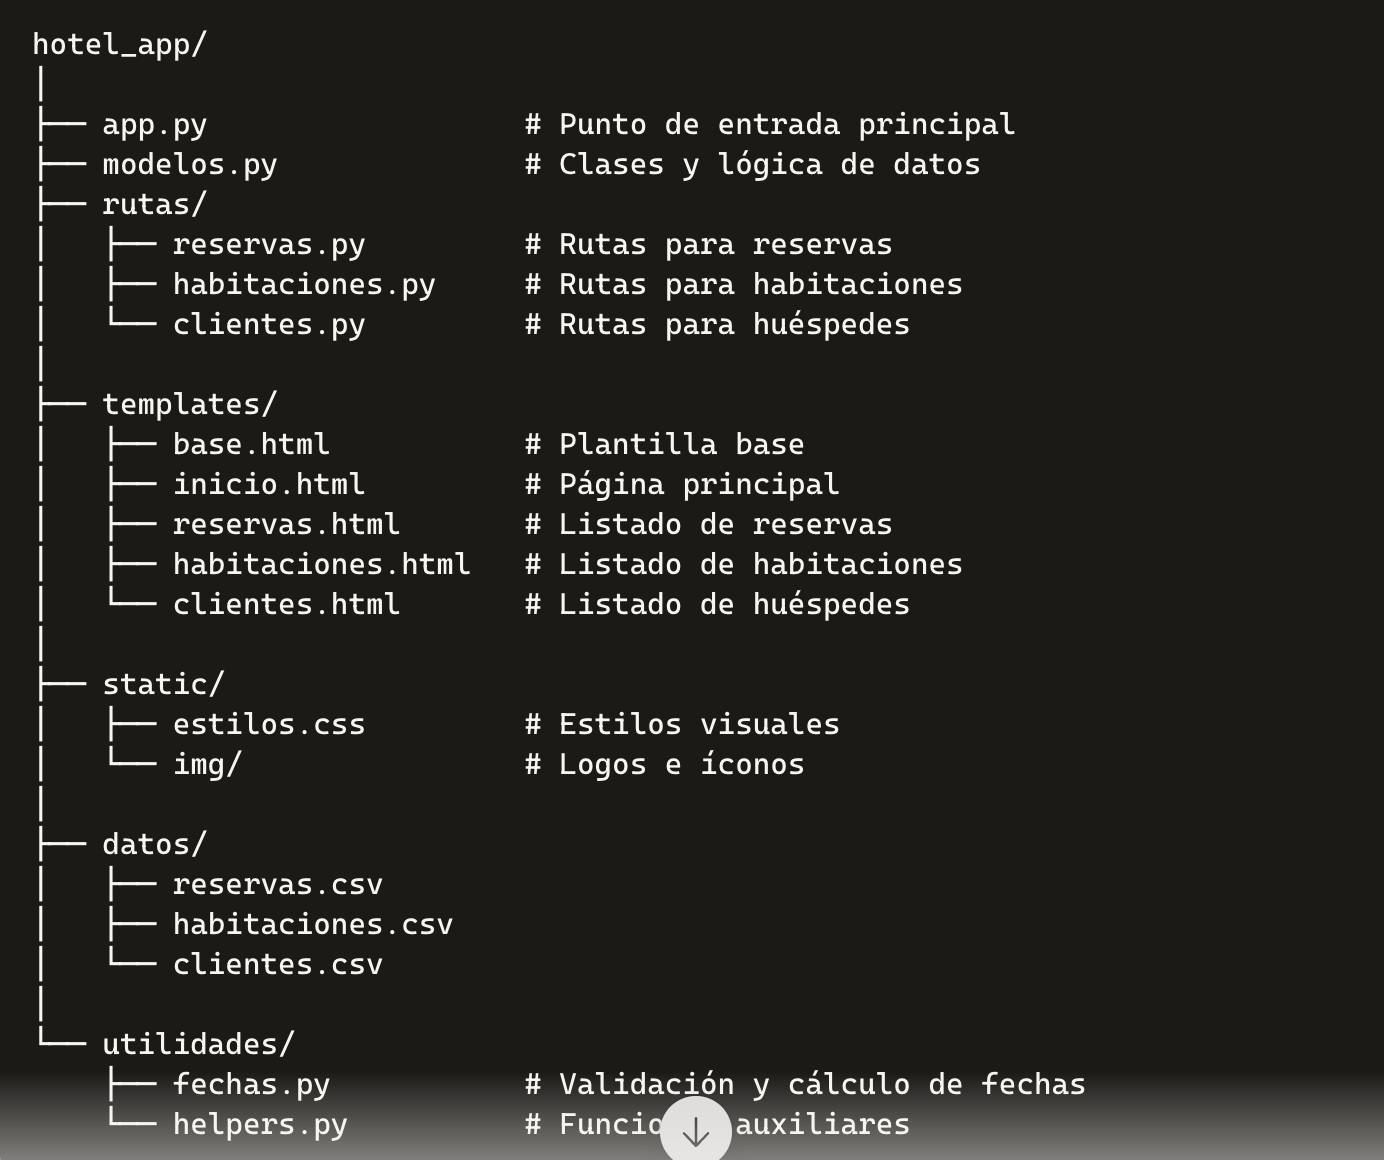 hotel_app/
│
├── app.py                  # Punto de entrada principal
├── modelos.py              # Clases y lógica de datos
├── rutas/
│   ├── reservas.py         # Rutas para reservas
│   ├── habitaciones.py     # Rutas para habitaciones
│   └── clientes.py         # Rutas para huéspedes
│
├── templates/
│   ├── base.html           # Plantilla base
│   ├── inicio.html         # Página principal
│   ├── reservas.html       # Listado de reservas
│   ├── habitaciones.html   # Listado de habitaciones
│   └── clientes.html       # Listado de huéspedes
│
├── static/
│   ├── estilos.css         # Estilos visuales
│   └── img/                # Logos e íconos
│
├── datos/
│   ├── reservas.csv
│   ├── habitaciones.csv
│   └── clientes.csv
│
└── utilidades/
    ├── fechas.py           # Validación y cálculo de fechas
    └── helpers.py          # auxiliares